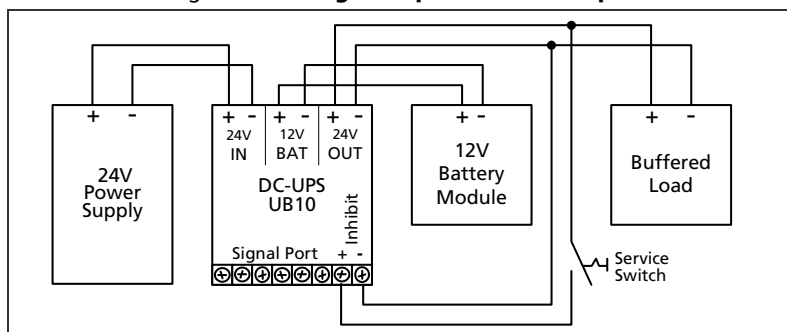 + - + - + - + - + - + -
24V 12V 24V
IN BAT OUT
24V
Power
Supply
DC-UPS
UB10
Inhibit
Signal Port + -
12V
Battery
Module
Buffered
Load
Service
Switch